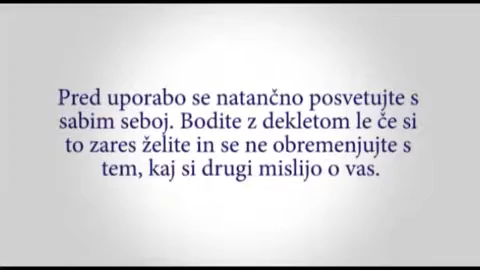 Pred uporabo se natančno posvetujte s
sabim seboj. Bodite z dekletom le če si
to zares želite in se ne obremenjujte s
tem, kaj si drugi mislijo o vas.